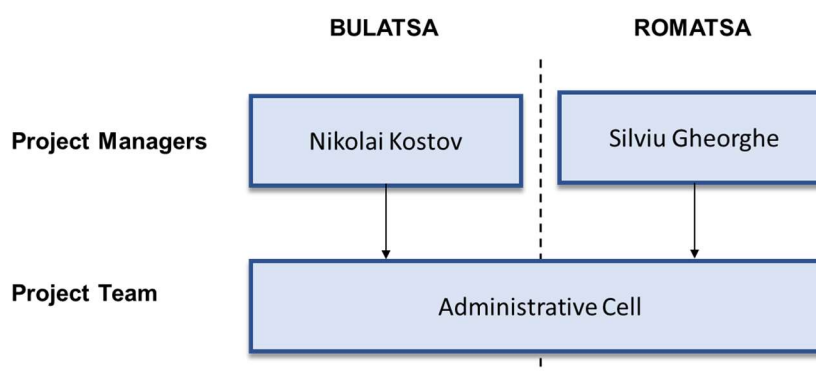 BULATSA
ROMATSA
Project Managers
Nikolai Kostov
Silviu Gheorghe
Project Team
Administrative Cell